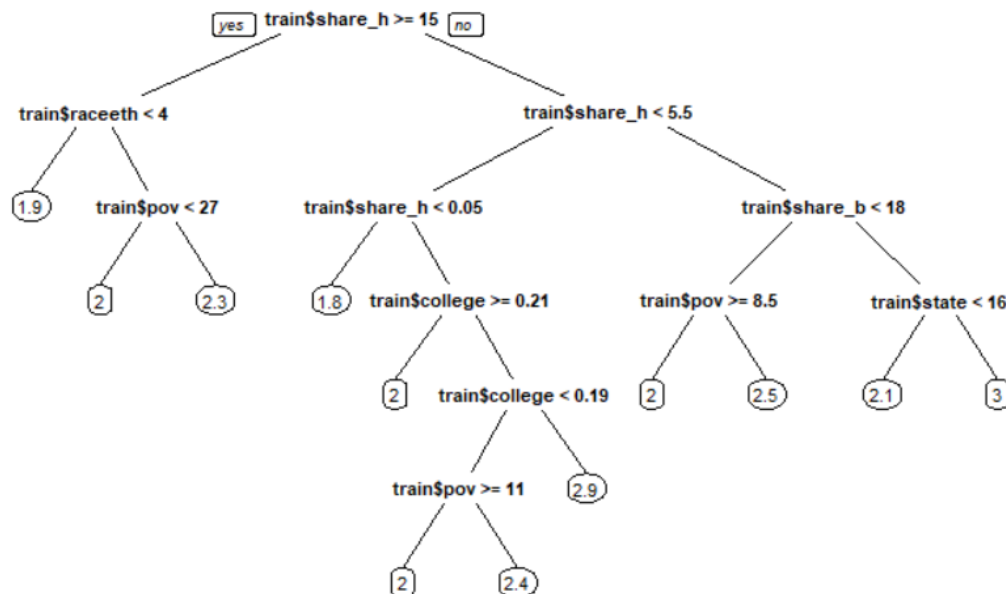 yes train$share_h >= 15 no
train$raceeth < 4 train$share_h < 5.5
1.9 train$pov < 27 train$share_h < 0.05 train$share_b < 18
2 2.3 1.8 train$college >= 0.21 train$pov >= 8.5 train$state < 16
2 train$college < 0.19 2 2.5 2.1 3
train$pov >= 11 2.9
2 2.4